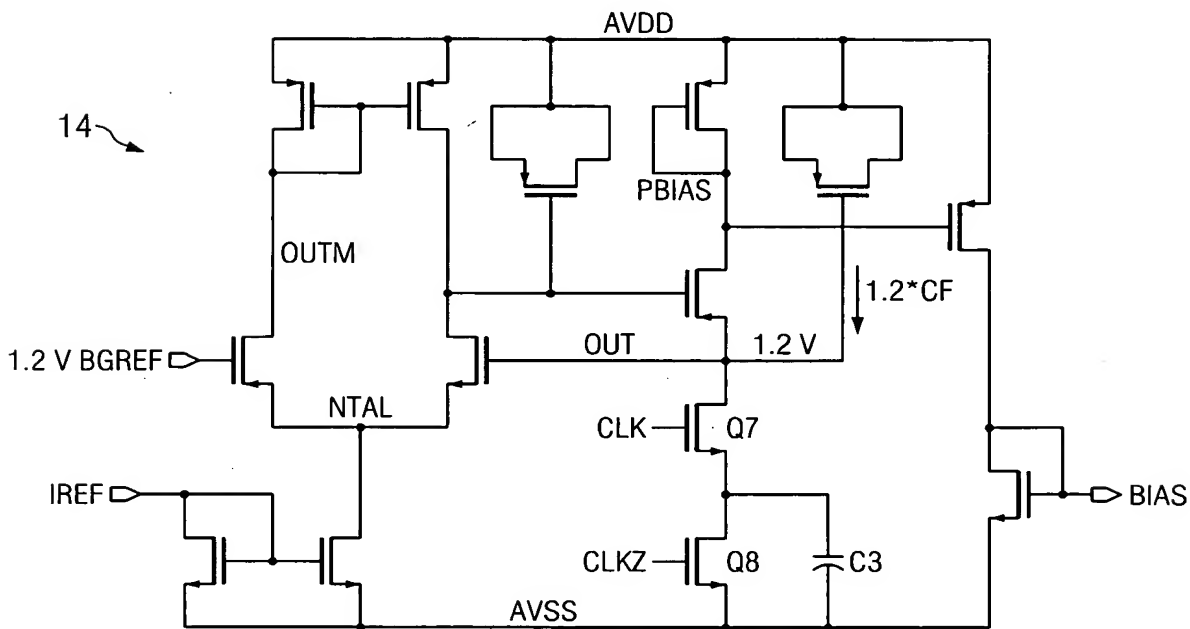 AVDD
14
PBIAS
OUTM
1.2*CF
1.2 V BGREF
OUT
1.2 V
NTAL
CLK
Q7
IREF
BIAS
CLKZ
Q8
C3
AVSS